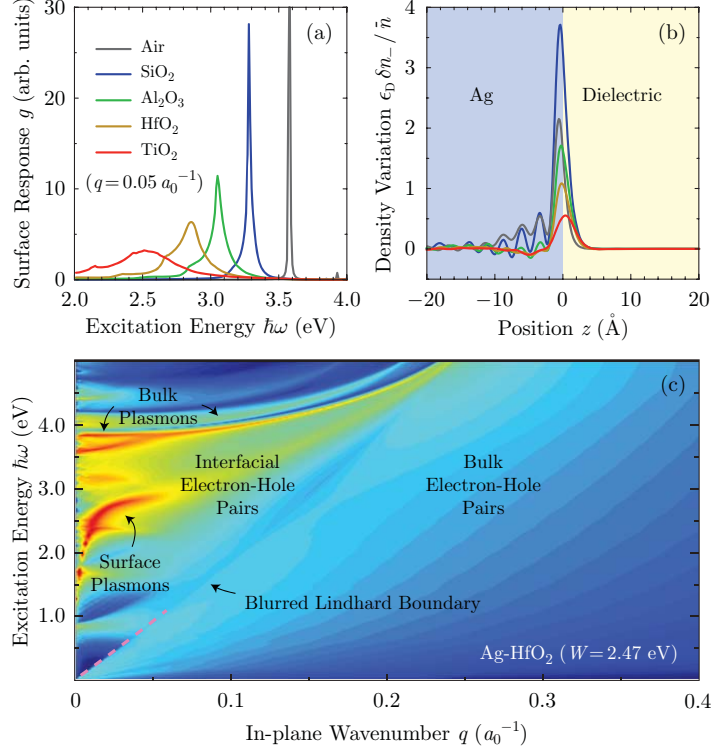 Surface Response g (arb. units)
30
20
10
0
(a)
Air
SiO₂
Al₂O₃
HfO₂
TiO₂
(q = 0.05 a₀⁻¹)
2.0 2.5 3.0 3.5 4.0
Excitation Energy ℏω (eV)
Density Variation ϵ_D δn₋ / n̄
4
3
2
1
0
(b)
Ag
Dielectric
−20 −10 0 10 20
Position z (Å)
Excitation Energy ℏω (eV)
4.0
3.0
2.0
1.0
(c)
Bulk
Plasmons
Interfacial
Electron-Hole
Pairs
Bulk
Electron-Hole
Pairs
Surface
Plasmons
Blurred Lindhard Boundary
Ag-HfO₂ (W = 2.47 eV)
0 0.1 0.2 0.3 0.4
In-plane Wavenumber q (a₀⁻¹)